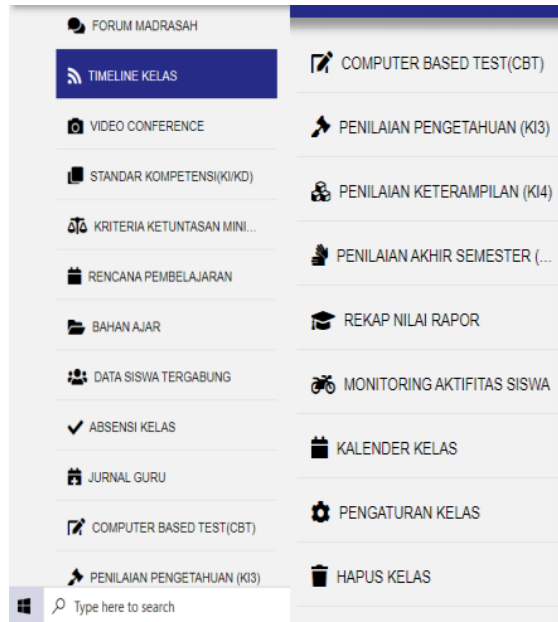 FORUM MADRASAH
TIMELINE KELAS
VIDEO CONFERENCE
STANDAR KOMPETENSI(KI/KD)
KRITERIA KETUNTASAN MINI...
RENCANA PEMBELAJARAN
BAHAN AJAR
DATA SISWA TERGABUNG
ABSENSI KELAS
JURNAL GURU
COMPUTER BASED TEST(CBT)
PENILAIAN PENGETAHUAN (KI3)
Type here to search
COMPUTER BASED TEST(CBT)
PENILAIAN PENGETAHUAN (KI3)
PENILAIAN KETERAMPILAN (KI4)
PENILAIAN AKHIR SEMESTER (...
REKAP NILAI RAPOR
MONITORING AKTIFITAS SISWA
KALENDER KELAS
PENGATURAN KELAS
HAPUS KELAS